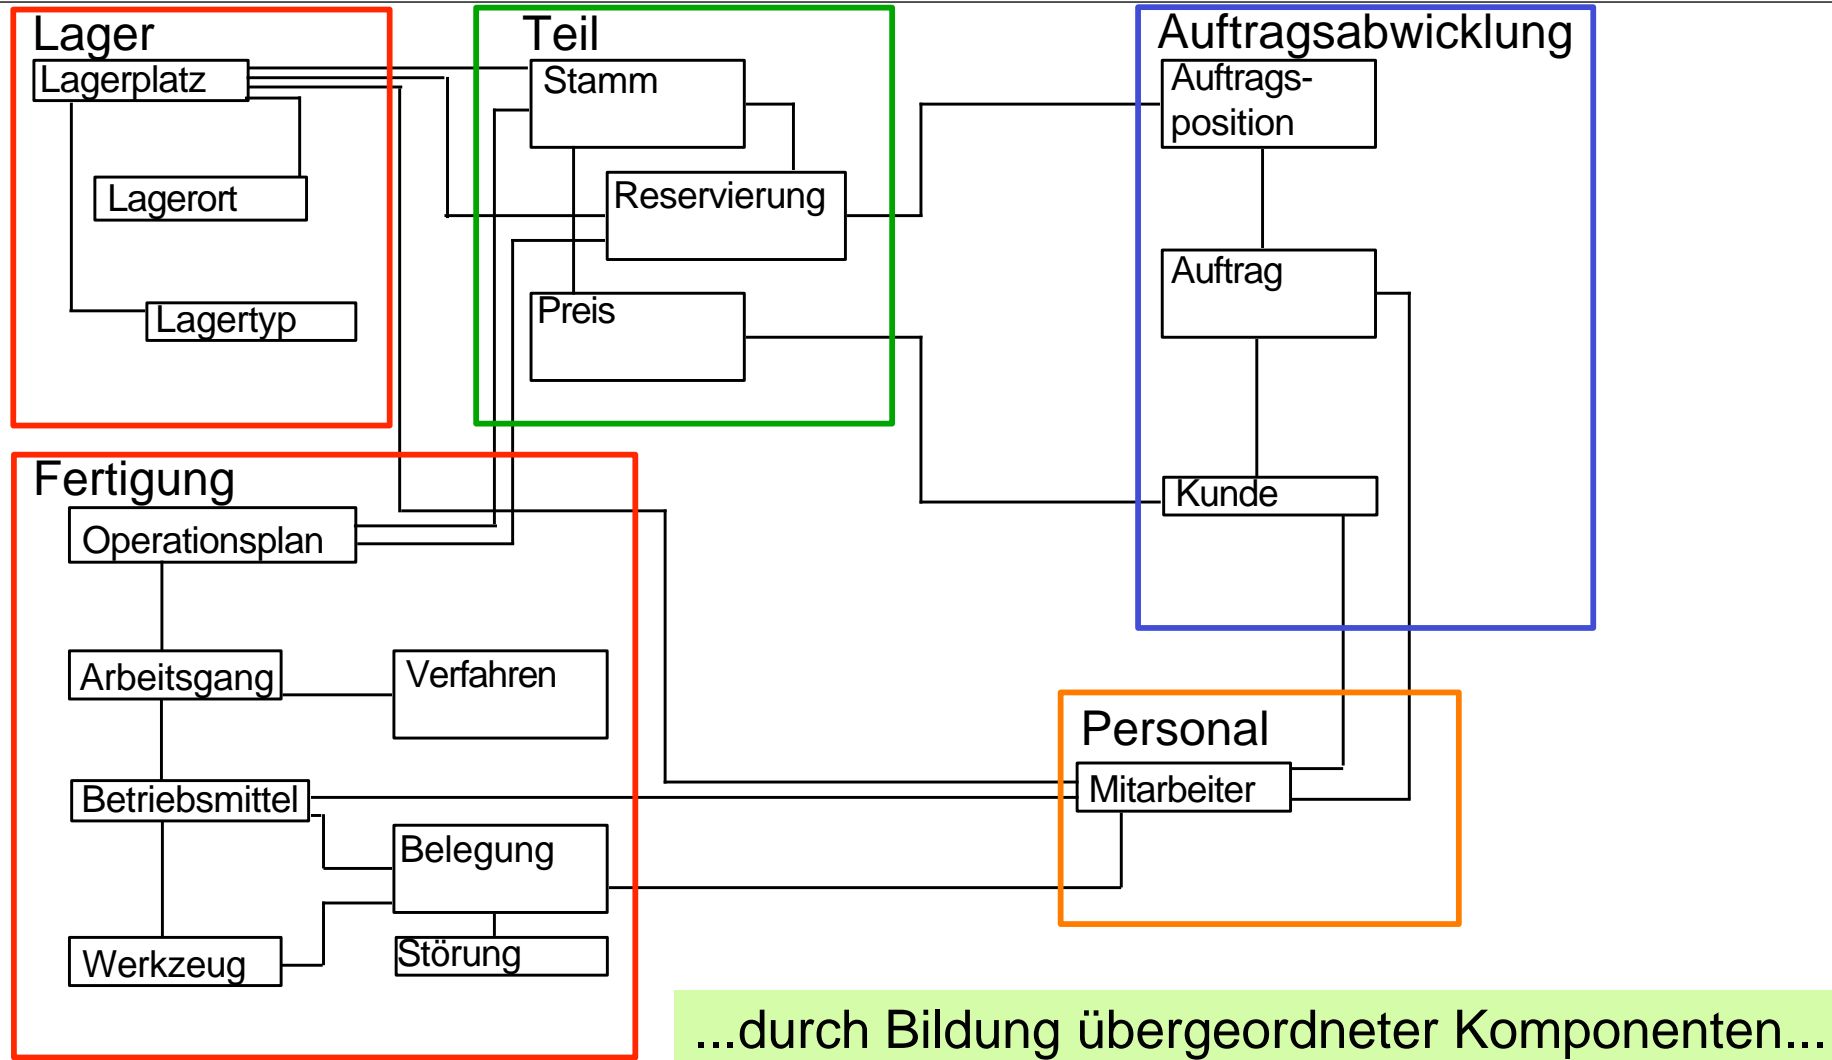 Lager
Lagerplatz
Lagerort
Lagertyp
Teil
Stamm
Reservierung
Preis
Auftragsabwicklung
Auftrags-
position
Auftrag
Kunde
Fertigung
Operationsplan
Arbeitsgang
Verfahren
Betriebsmittel
Belegung
Werkzeug
Störung
Personal
Mitarbeiter
...durch Bildung übergeordneter Komponenten...